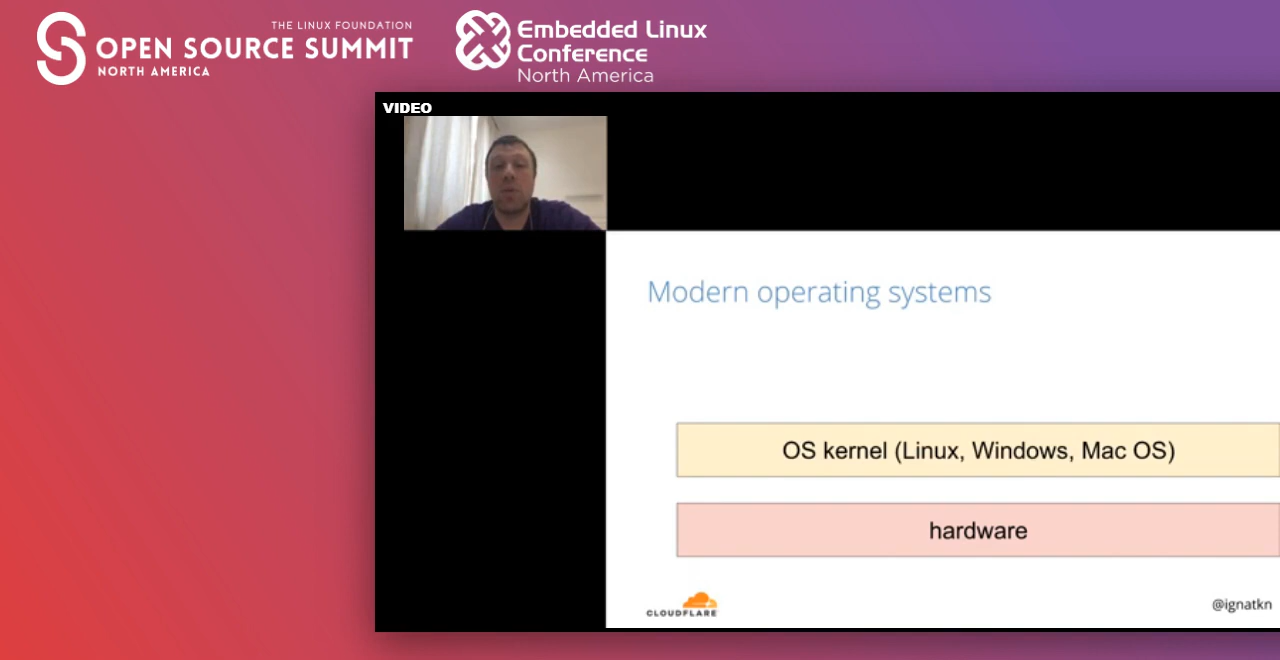 THE LINUX FOUNDATION
OPEN SOURCE SUMMIT
NORTH AMERICA
Embedded Linux
Conference
North America
VIDEO
Modern operating systems
OS kernel (Linux, Windows, Mac OS)
hardware
CLOUDFLARE
@ignatkn